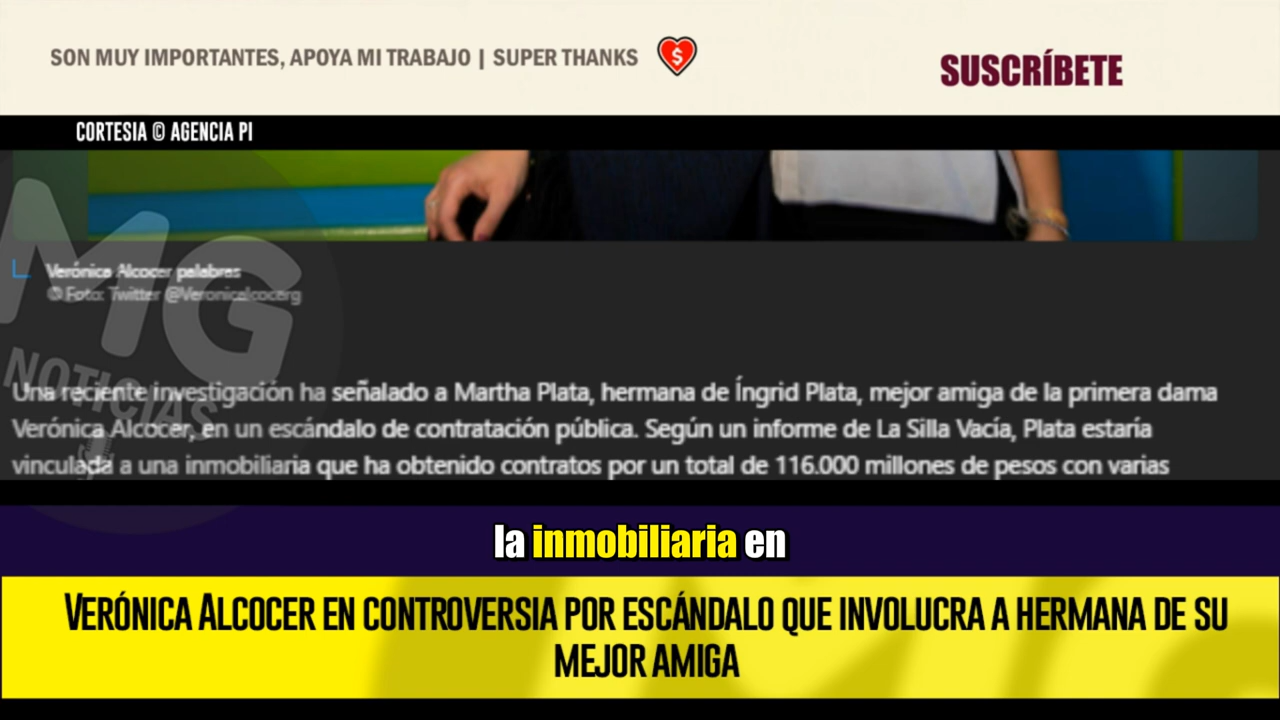 SON MUY IMPORTANTES, APOYA MI TRABAJO | SUPER THANKS
$
SUSCRÍBETE
CORTESIA © AGENCIA PI
MG
NOTICIAS
Verónica Alcocer palabras
© Foto: Twitter @Veronicalcocerg
Una reciente investigación ha señalado a Martha Plata, hermana de Íngrid Plata, mejor amiga de la primera dama
Verónica Alcocer, en un escándalo de contratación pública. Según un informe de La Silla Vacía, Plata estaría
vinculada a una inmobiliaria que ha obtenido contratos por un total de 116.000 millones de pesos con varias
la inmobiliaria en
VERÓNICA ALCOCER EN CONTROVERSIA POR ESCÁNDALO QUE INVOLUCRA A HERMANA DE SU
MEJOR AMIGA